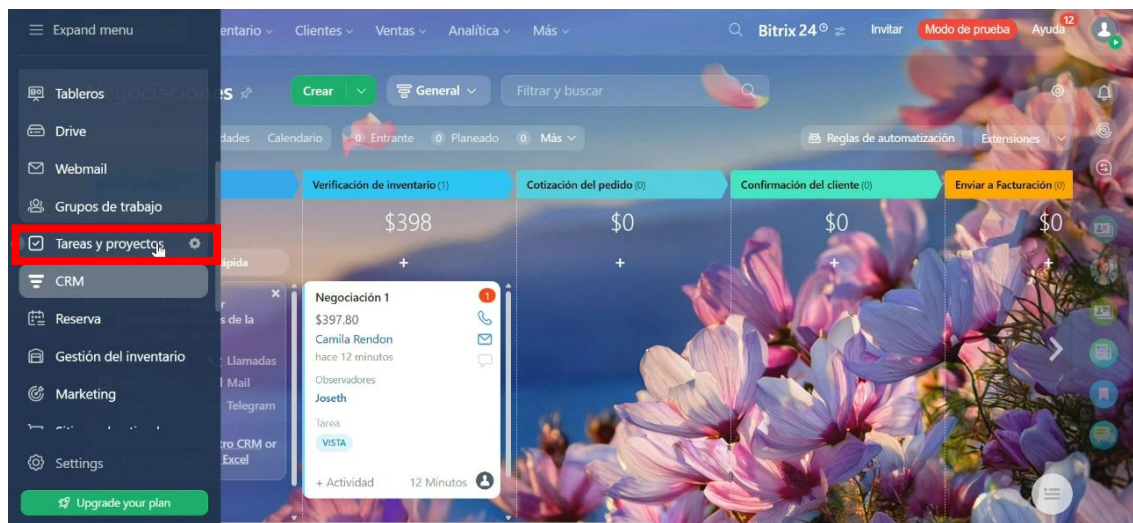 Expand menu
entario
Clientes
Ventas
Analítica
Más
Bitrix 24
Invitar
Modo de prueba
Ayuda
12
Tableros
Drive
Webmail
Grupos de trabajo
Tareas y proyectos
CRM
Reserva
Gestión del inventario
Marketing
Settings
Upgrade your plan
Crear
General
Filtrar y buscar
dades
Calendario
0 Entrante
0 Planeado
0 Más
Reglas de automatización
Extensiones
Verificación de inventario (1)
Cotización del pedido (0)
Confirmación del cliente (0)
Enviar a Facturación (0)
$398
$0
$0
$0
+
+
+
+
ápida
s de la
Llamadas
Mail
Telegram
tro CRM or
Excel
Negociación 1
1
$397.80
Camila Rendon
hace 12 minutos
Observadores
Joseth
Tarea
VISTA
+ Actividad
12 Minutos